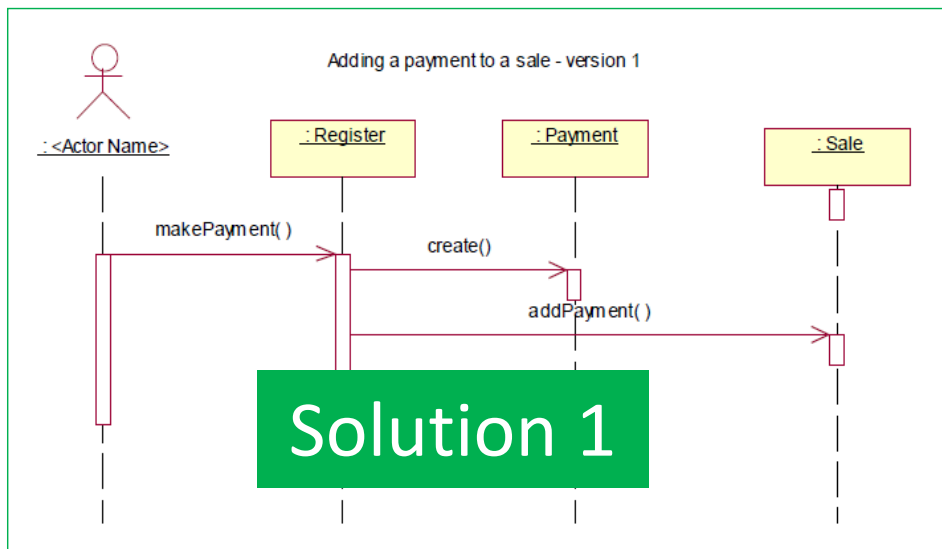 Adding a payment to a sale - version 1
: <Actor Name>
: Register
: Payment
: Sale
makePayment( )
create()
addPayment( )
Solution 1